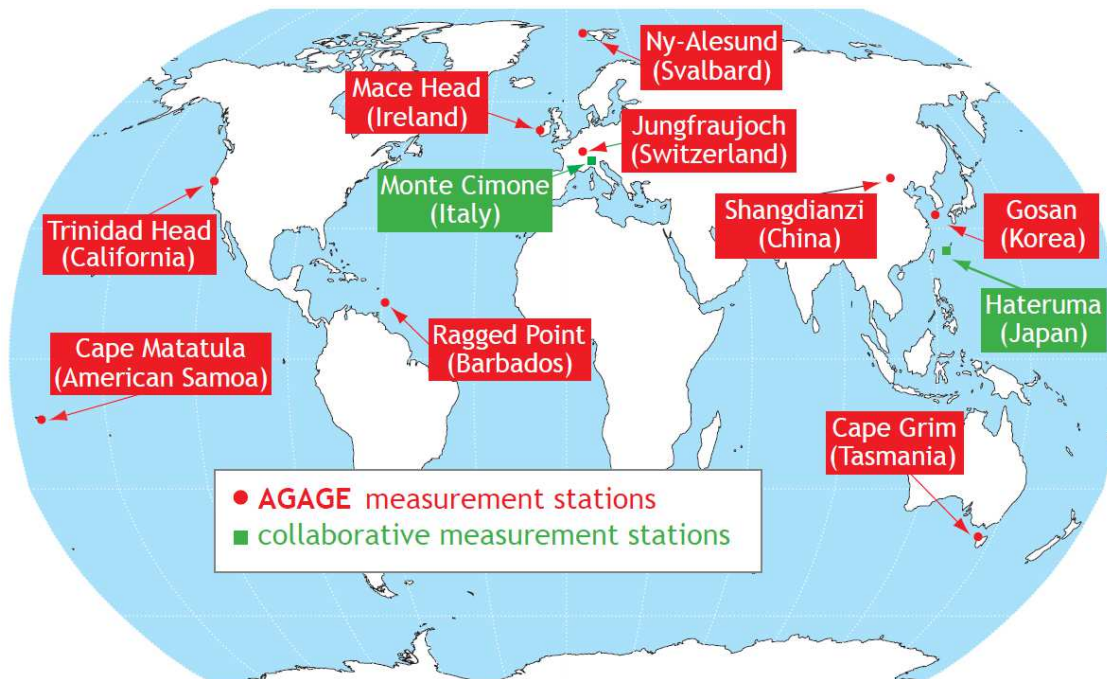 Ny-Alesund
(Svalbard)
Mace Head
(Ireland)
Jungfraujoch
(Switzerland)
Monte Cimone
(Italy)
Trinidad Head
(California)
Shangdianzi
(China)
Gosan
(Korea)
Hateruma
(Japan)
Ragged Point
(Barbados)
Cape Matatula
(American Samoa)
Cape Grim
(Tasmania)
AGAGE measurement stations
collaborative measurement stations